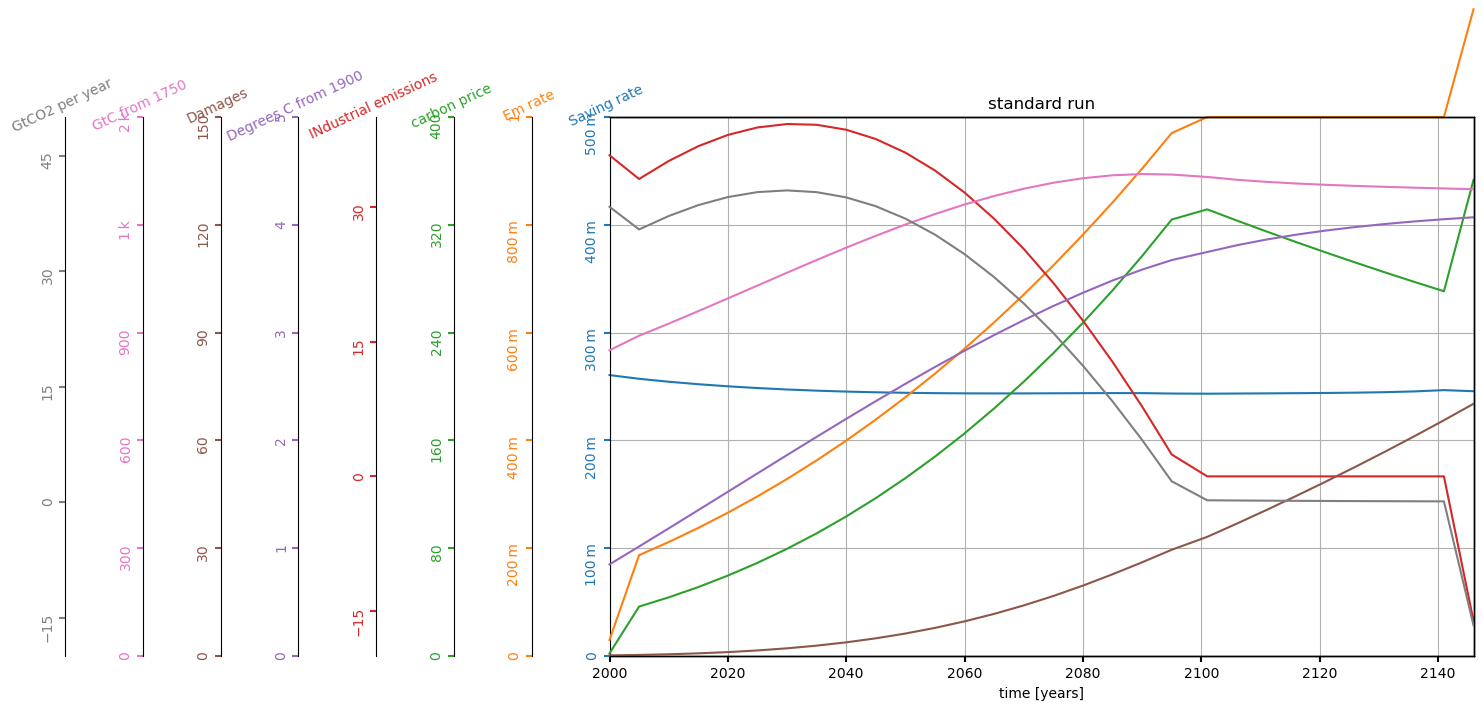 standard run
GtCO2 per year
GtC from 1750
Damages
Degrees C from 1900
INdustrial emissions
carbon price
Em rate
Saving rate
45
30
15
0
−15
1 k
900
600
300
0
150
120
90
60
30
0
5
4
3
2
1
0
30
15
0
−15
400
320
240
160
80
0
1
800 m
600 m
400 m
200 m
0
500 m
400 m
300 m
200 m
100 m
0
2000
2020
2040
2060
2080
2100
2120
2140
time [years]